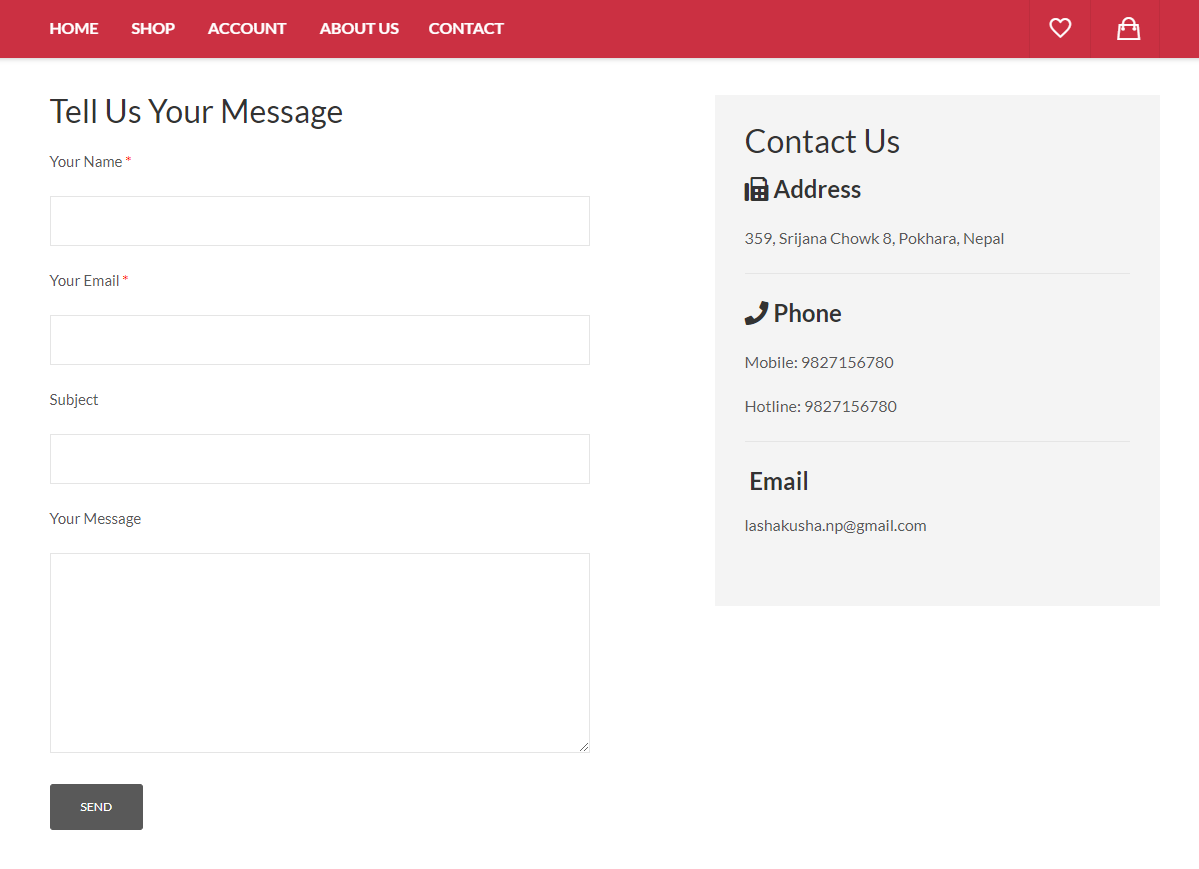 HOME SHOP ACCOUNT ABOUT US CONTACT
Tell Us Your Message
Your Name *
Your Email *
Subject
Your Message
SEND
Contact Us
Address
359, Srijana Chowk 8, Pokhara, Nepal
Phone
Mobile: 9827156780
Hotline: 9827156780
Email
lashakusha.np@gmail.com